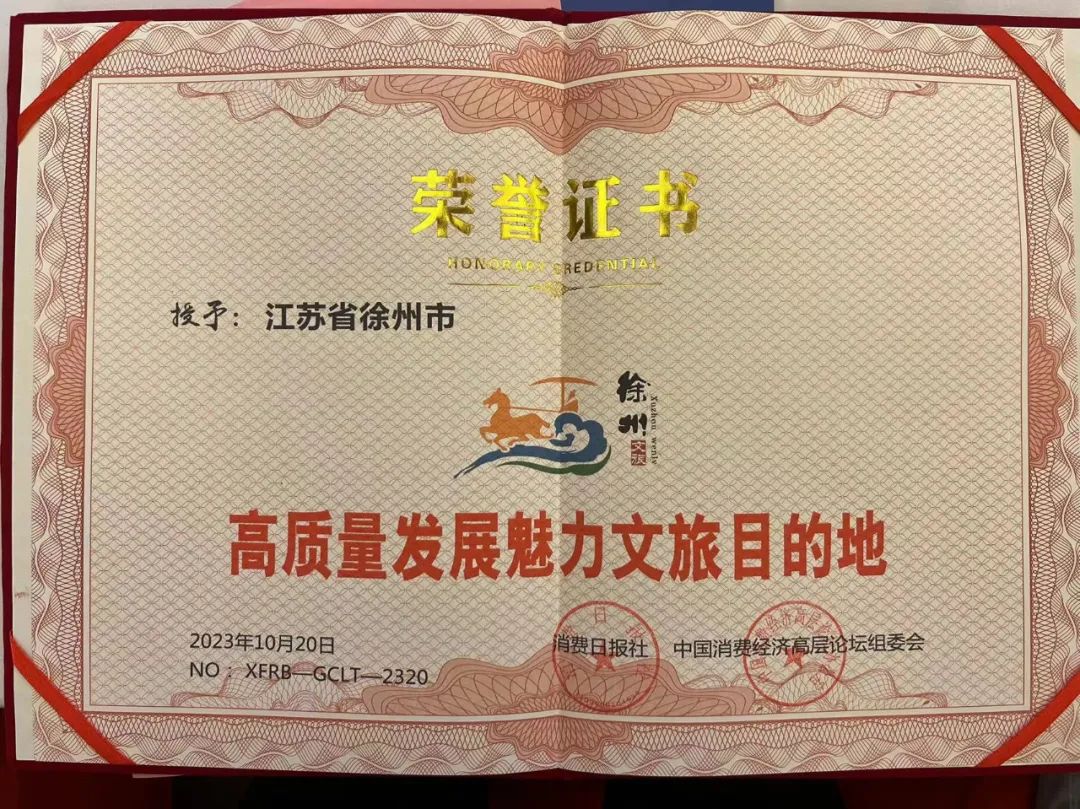 荣誉证书
HONORARY CREDENTIAL
授予：江苏省徐州市
徐州
Xuzhou wenlv
文旅
高质量发展魅力文旅目的地
2023年10月20日
消费日报社 中国消费经济高层论坛组委会
NO：XFRB—GCLT—2320